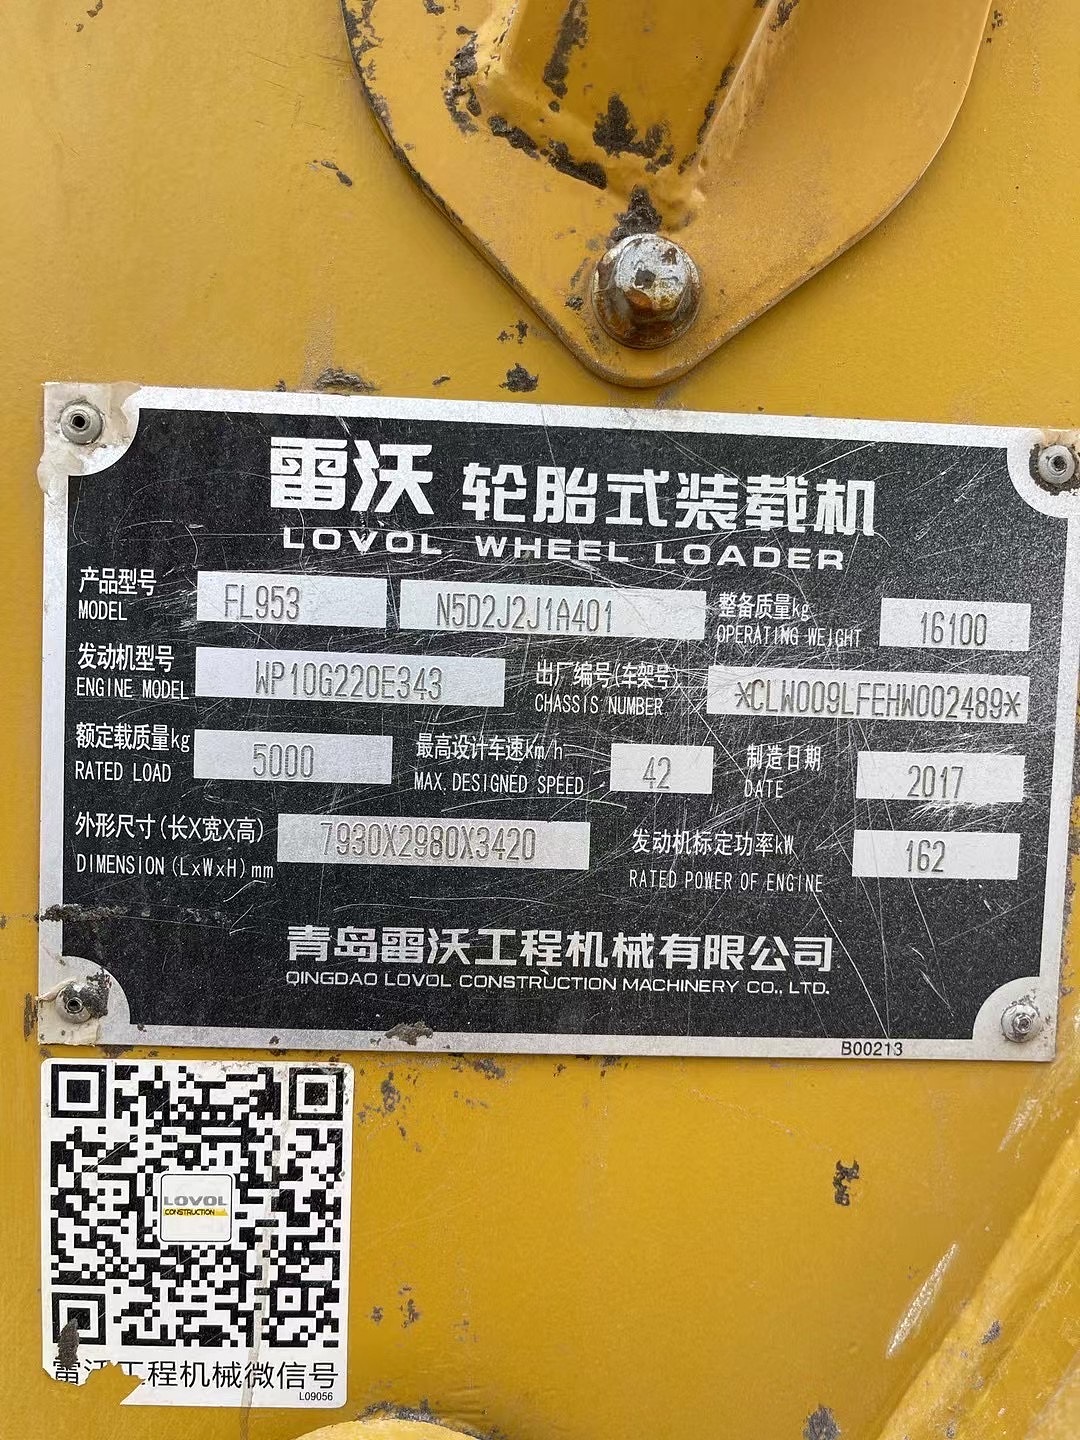 雷沃 轮胎式装载机
LOVOL WHEEL LOADER
产品型号 MODEL FL953 N5D2J2J1A401 整备质量kg OPERATING WEIGHT 16100
发动机型号 ENGINE MODEL WP10G220E343 出厂编号(车架号) CHASSIS NUMBER *CLW009LFEHW002489*
额定载质量kg RATED LOAD 5000 最高设计车速km/h MAX. DESIGNED SPEED 42 制造日期 DATE 2017
外形尺寸(长X宽X高) DIMENSION(LxWxH)mm 7930X2980X3420 发动机标定功率kW RATED POWER OF ENGINE 162
青岛雷沃工程机械有限公司
QINGDAO LOVOL CONSTRUCTION MACHINERY CO., LTD.
B00213
LOVOL
CONSTRUCTION
雷沃工程机械微信号
L09056